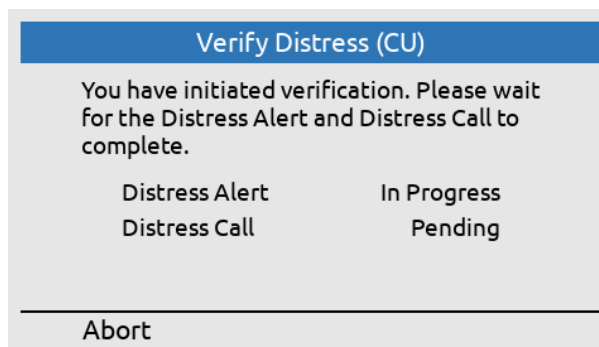 Verify Distress (CU)
You have initiated verification. Please wait
for the Distress Alert and Distress Call to
complete.
Distress Alert In Progress
Distress Call Pending
Abort